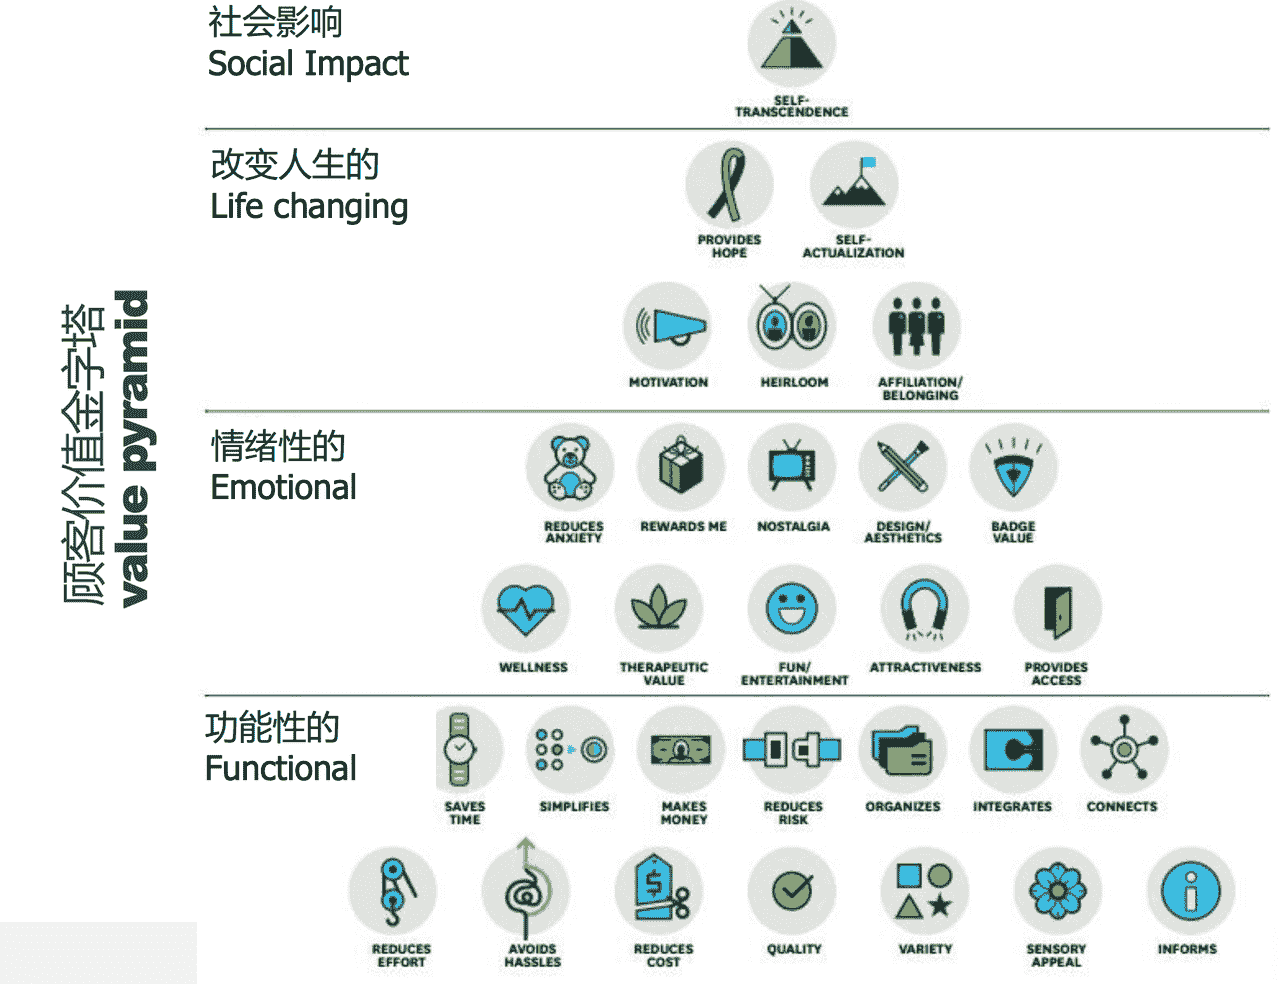 社会影响
Social Impact
SELF-
TRANSCENDENCE
改变人生的
Life changing
PROVIDES
HOPE
SELF-
ACTUALIZATION
MOTIVATION
HEIRLOOM
AFFILIATION/
BELONGING
顾客价值金字塔
value pyramid
情绪性的
Emotional
REDUCES
ANXIETY
REWARDS ME
NOSTALGIA
DESIGN/
AESTHETICS
BADGE
VALUE
WELLNESS
THERAPEUTIC
VALUE
FUN/
ENTERTAINMENT
ATTRACTIVENESS
PROVIDES
ACCESS
功能性的
Functional
SAVES
TIME
SIMPLIFIES
MAKES
MONEY
REDUCES
RISK
ORGANIZES
INTEGRATES
CONNECTS
REDUCES
EFFORT
AVOIDS
HASSLES
$
REDUCES
COST
QUALITY
VARIETY
SENSORY
APPEAL
i
INFORMS